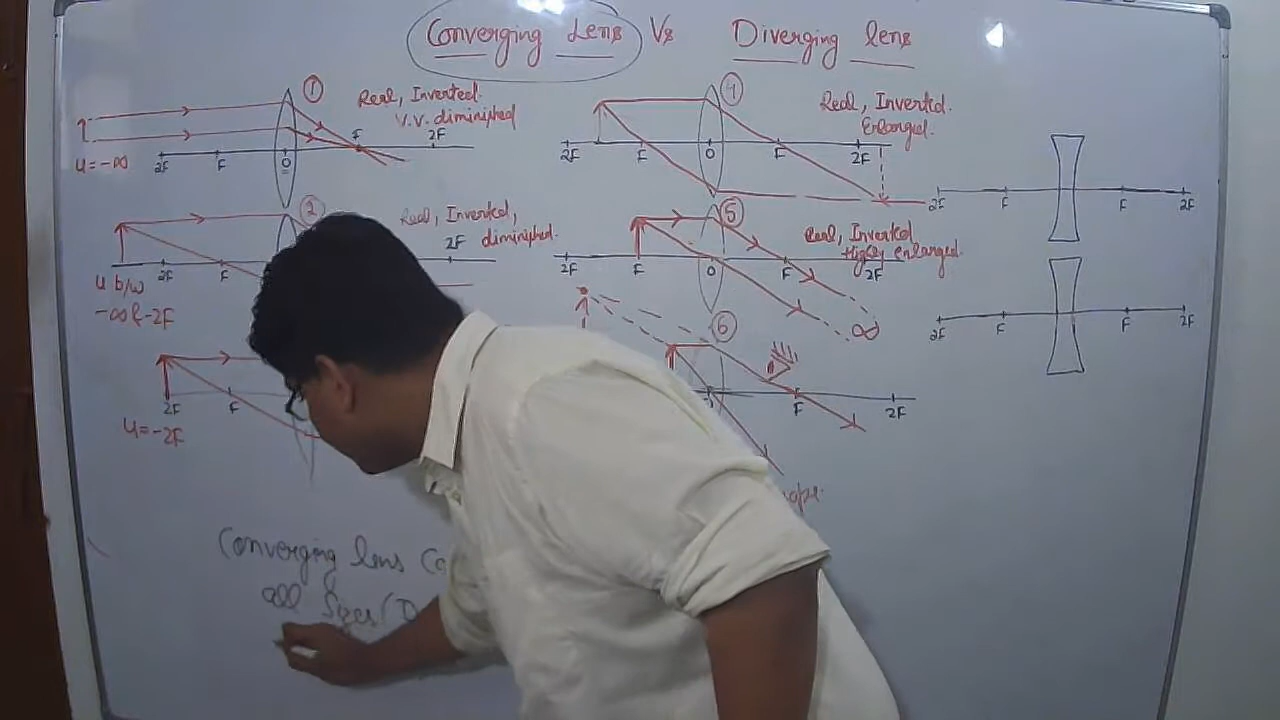 Converging Lens Vs Diverging lens
①
Real, Inverted.
V.V. diminished
u = -∞
2F F O F 2F
②
Real, Inverted,
diminished.
2F F 2F
u b/w
-∞ & -2F
2F F
u = -2F
④
Real, Inverted.
Enlarged.
2F F O F 2F
⑤
Real, Inverted
Highly enlarged.
2F F O F 2F
∞
⑥
F 2F
2F F F 2F
2F F F 2F
Converging lens
all Sizes (